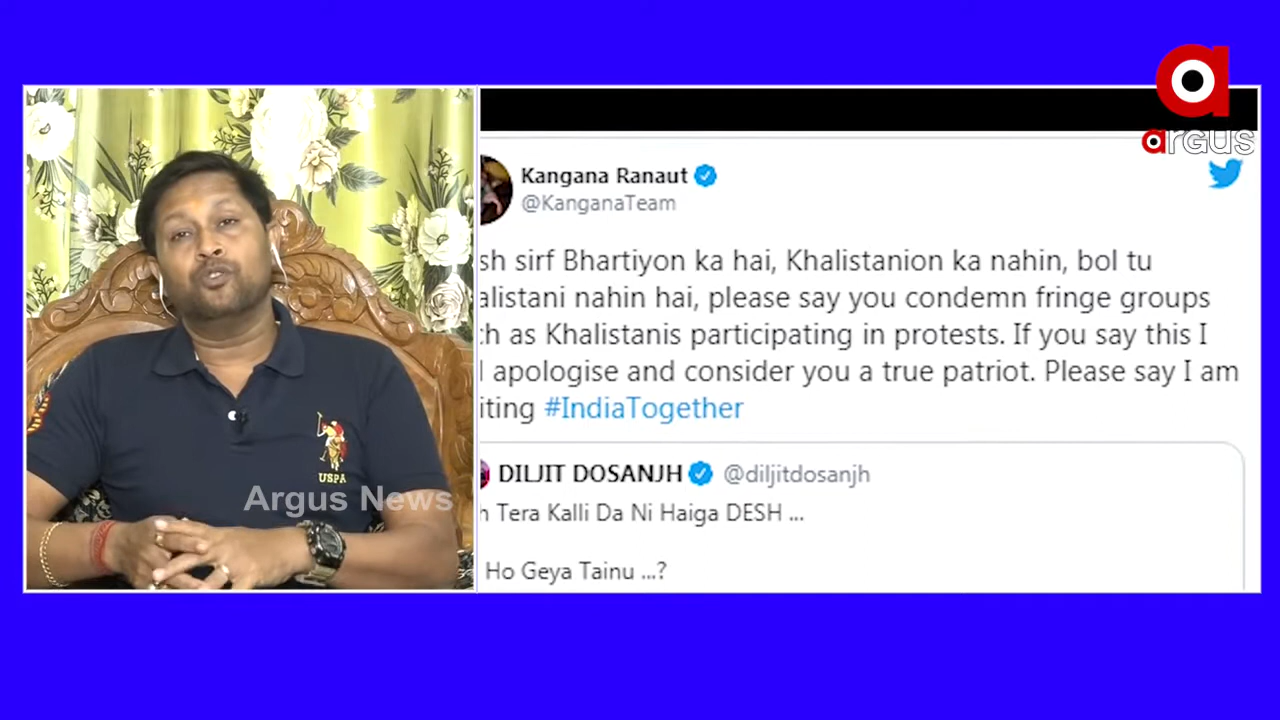 argus
Kangana Ranaut
@KanganaTeam
sh sirf Bhartiyon ka hai, Khalistanion ka nahin, bol tu
alistani nahin hai, please say you condemn fringe groups
h as Khalistanis participating in protests. If you say this I
apologise and consider you a true patriot. Please say I am
iting #IndiaTogether
DILJIT DOSANJH @diljitdosanjh
Tera Kalli Da Ni Haiga DESH ...
Ho Geya Tainu ...?
USPA
Argus News